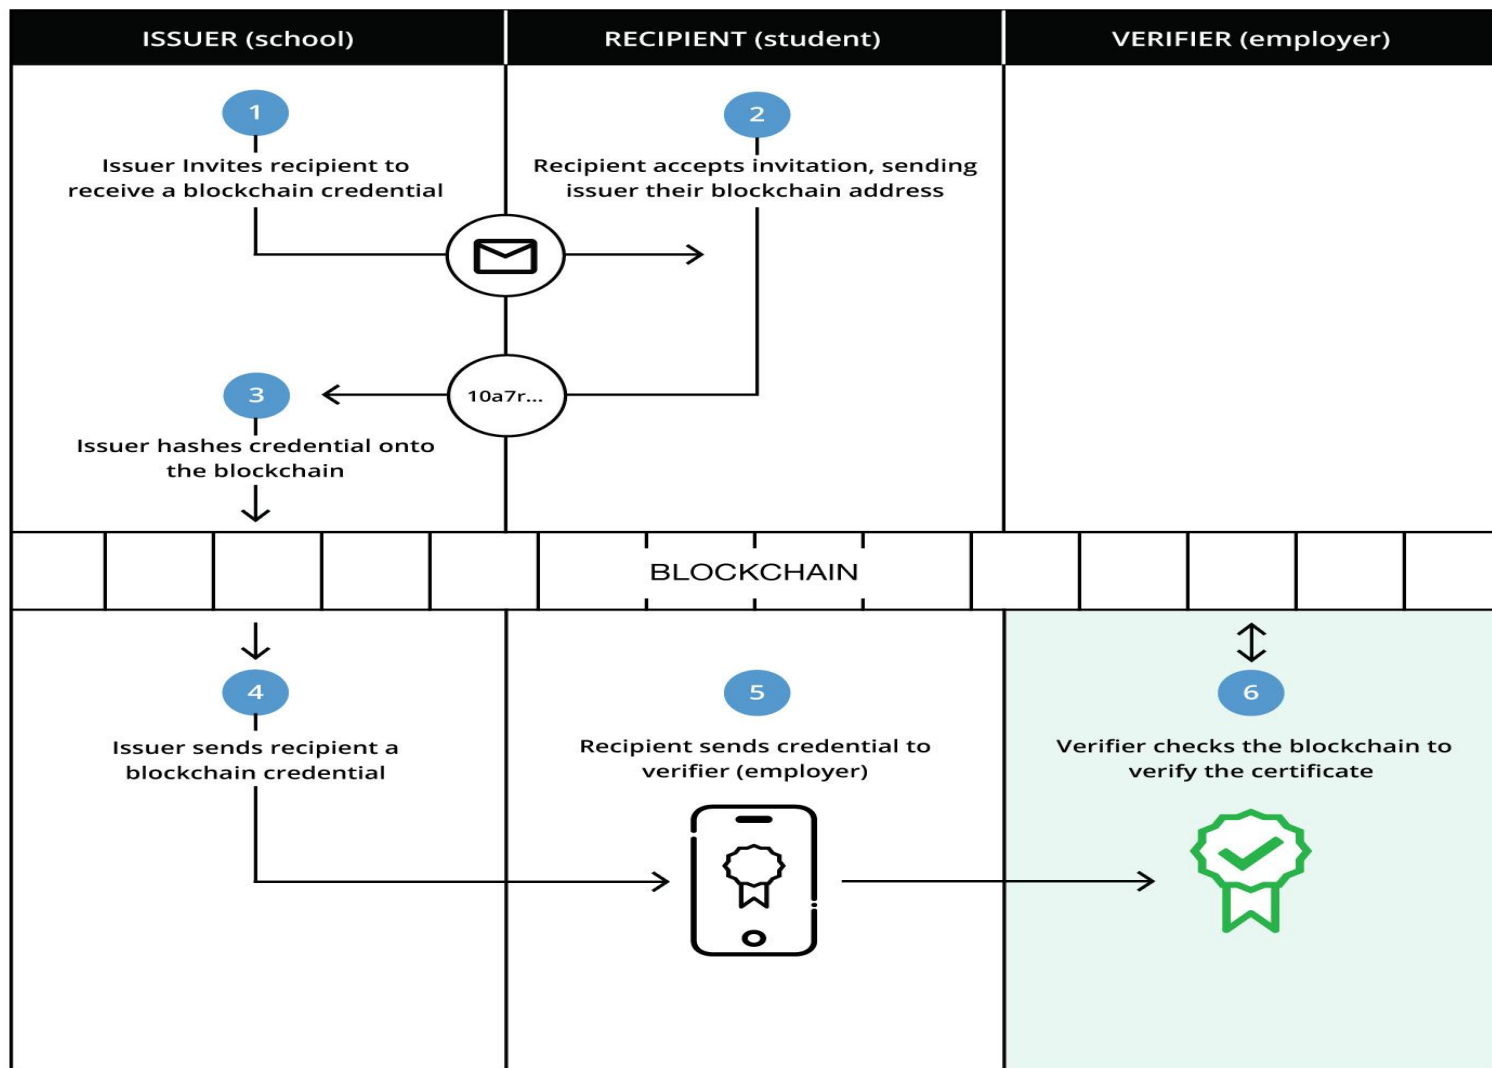 ISSUER (school)
RECIPIENT (student)
VERIFIER (employer)
1
Issuer Invites recipient to
receive a blockchain credential
2
Recipient accepts invitation, sending
issuer their blockchain address
10a7r...
3
Issuer hashes credential onto
the blockchain
BLOCKCHAIN
4
Issuer sends recipient a
blockchain credential
5
Recipient sends credential to
verifier (employer)
6
Verifier checks the blockchain to
verify the certificate